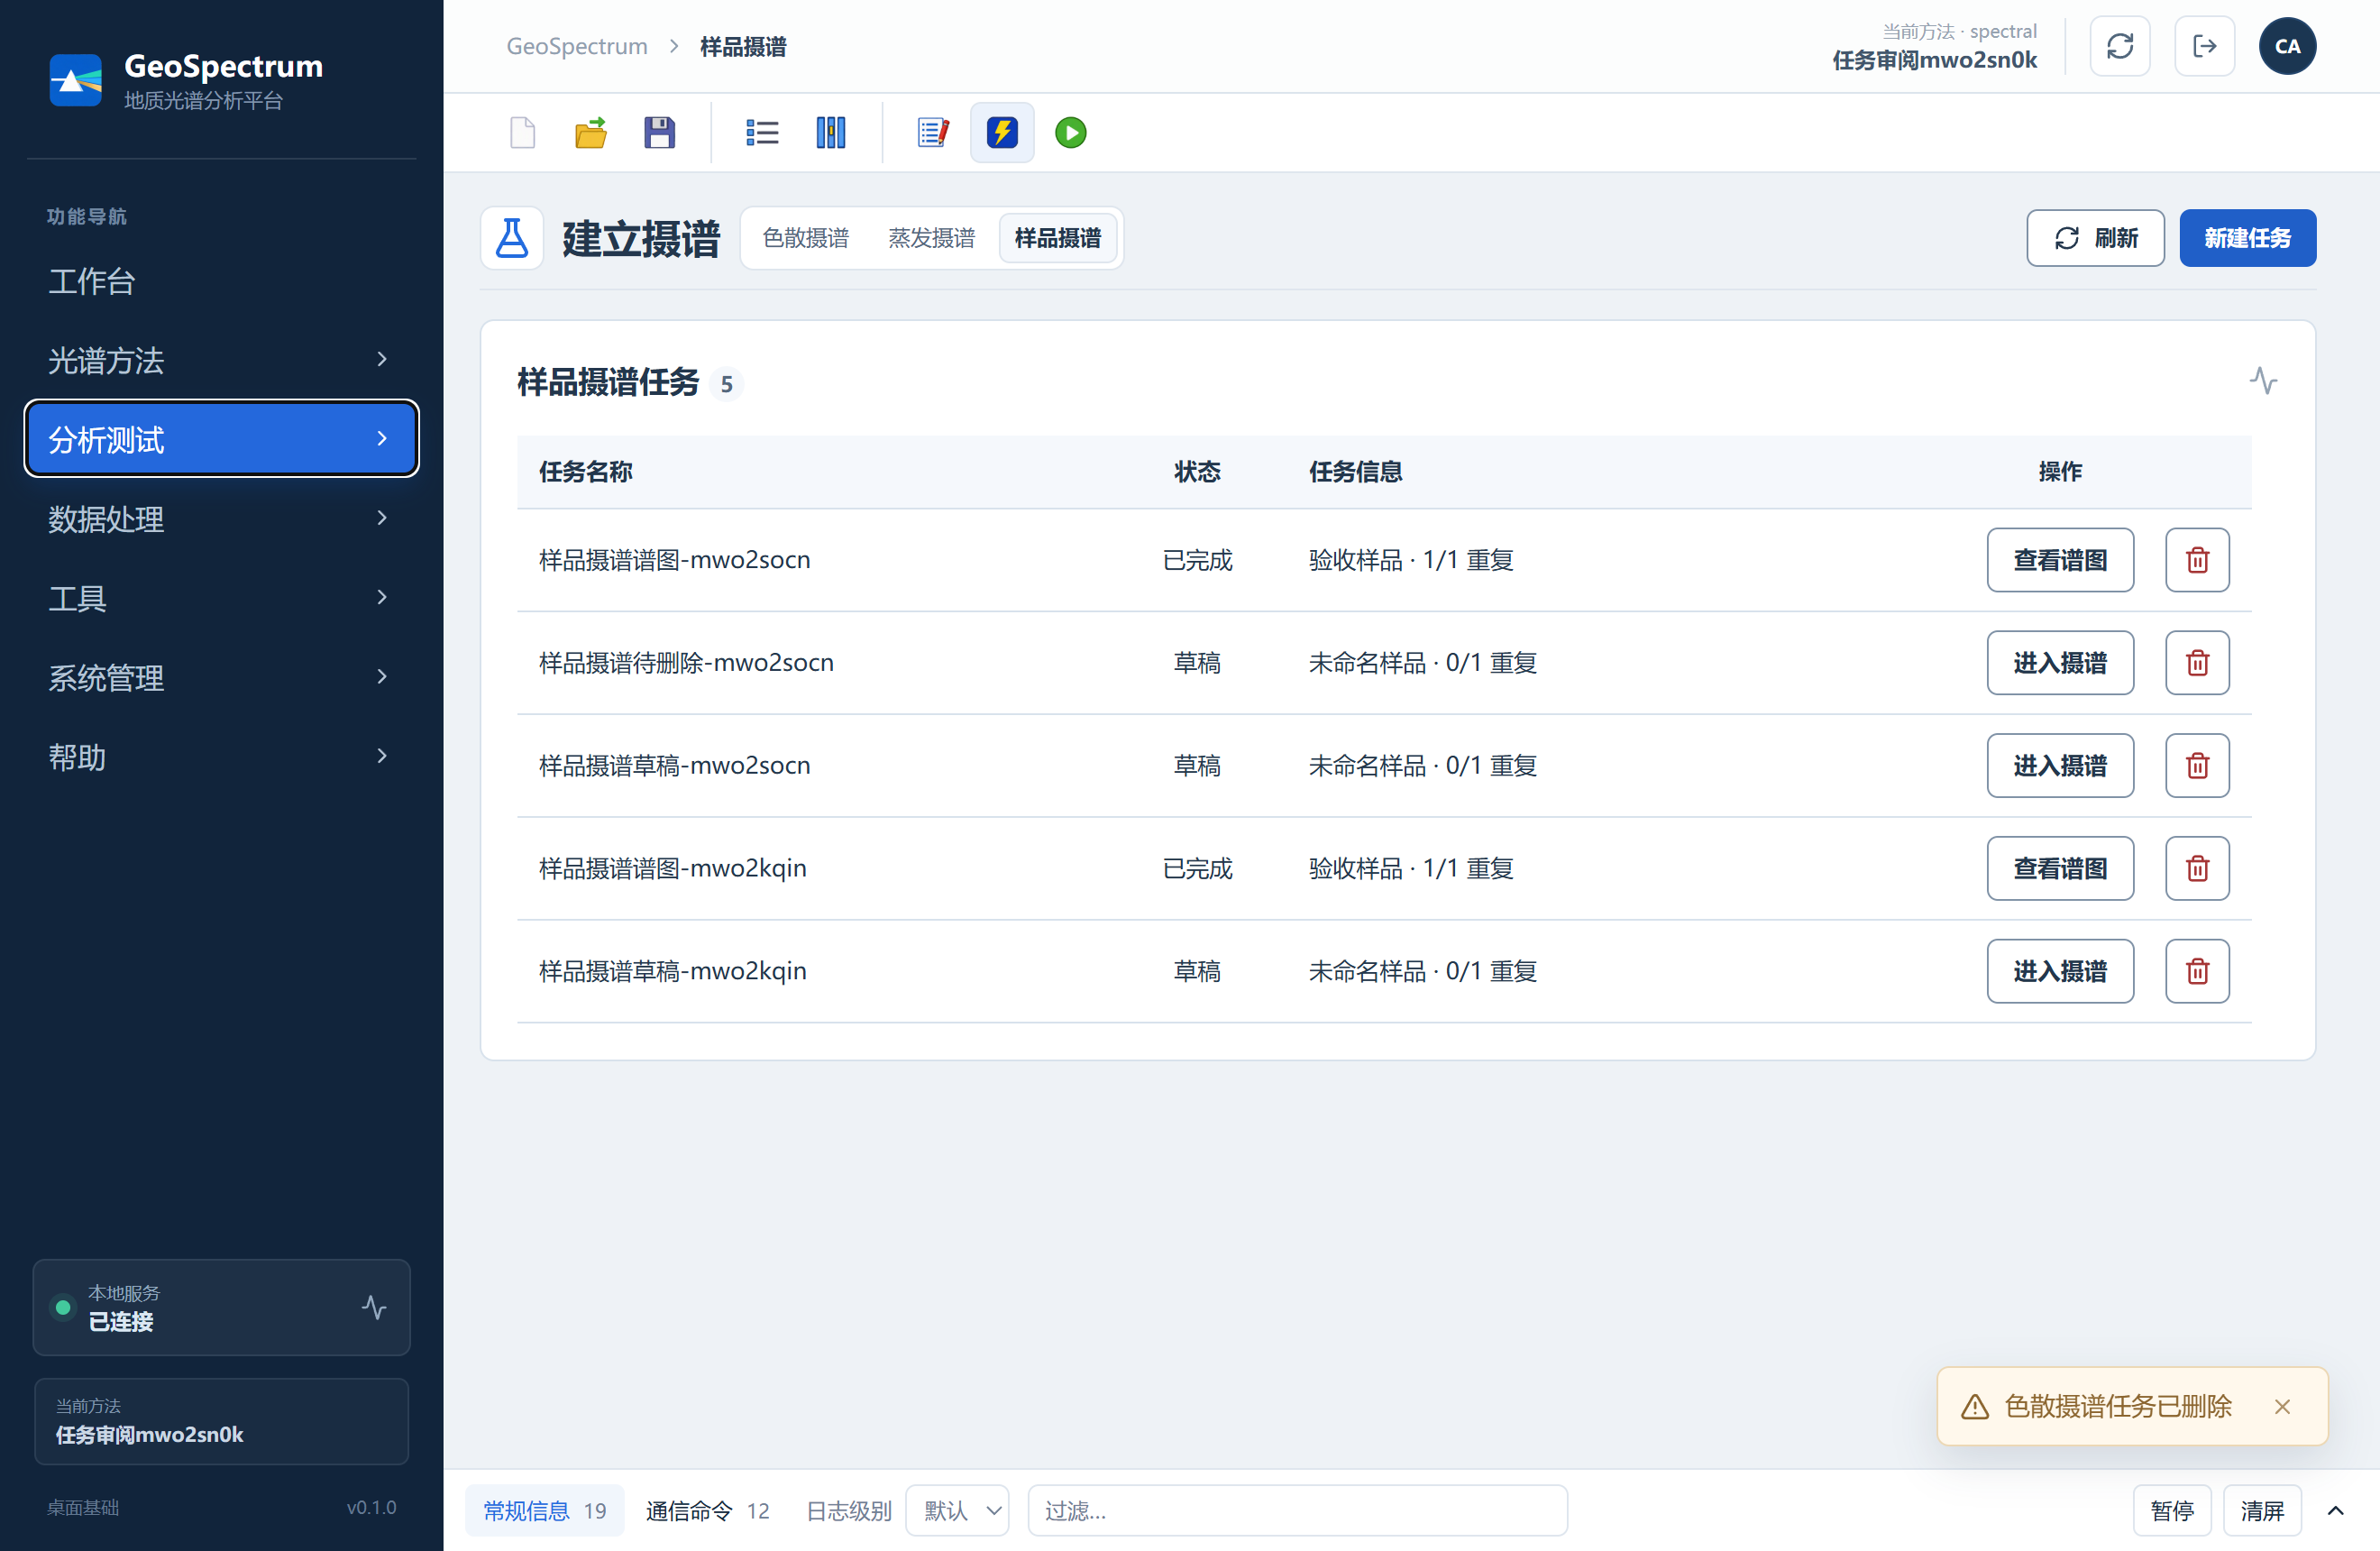 GeoSpectrum
地质光谱分析平台
功能导航
工作台
光谱方法
分析测试
数据处理
工具
系统管理
帮助
本地服务
已连接
当前方法
任务审阅mwo2sn0k
桌面基础 v0.1.0
GeoSpectrum > 样品摄谱
当前方法 · spectral
任务审阅mwo2sn0k
CA
建立摄谱 色散摄谱 蒸发摄谱 样品摄谱 刷新 新建任务
样品摄谱任务 5
任务名称 状态 任务信息 操作
样品摄谱谱图-mwo2socn 已完成 验收样品 · 1/1 重复 查看谱图
样品摄谱待删除-mwo2socn 草稿 未命名样品 · 0/1 重复 进入摄谱
样品摄谱草稿-mwo2socn 草稿 未命名样品 · 0/1 重复 进入摄谱
样品摄谱谱图-mwo2kqin 已完成 验收样品 · 1/1 重复 查看谱图
样品摄谱草稿-mwo2kqin 草稿 未命名样品 · 0/1 重复 进入摄谱
色散摄谱任务已删除
常规信息 19 通信命令 12 日志级别 默认 过滤... 暂停 清屏